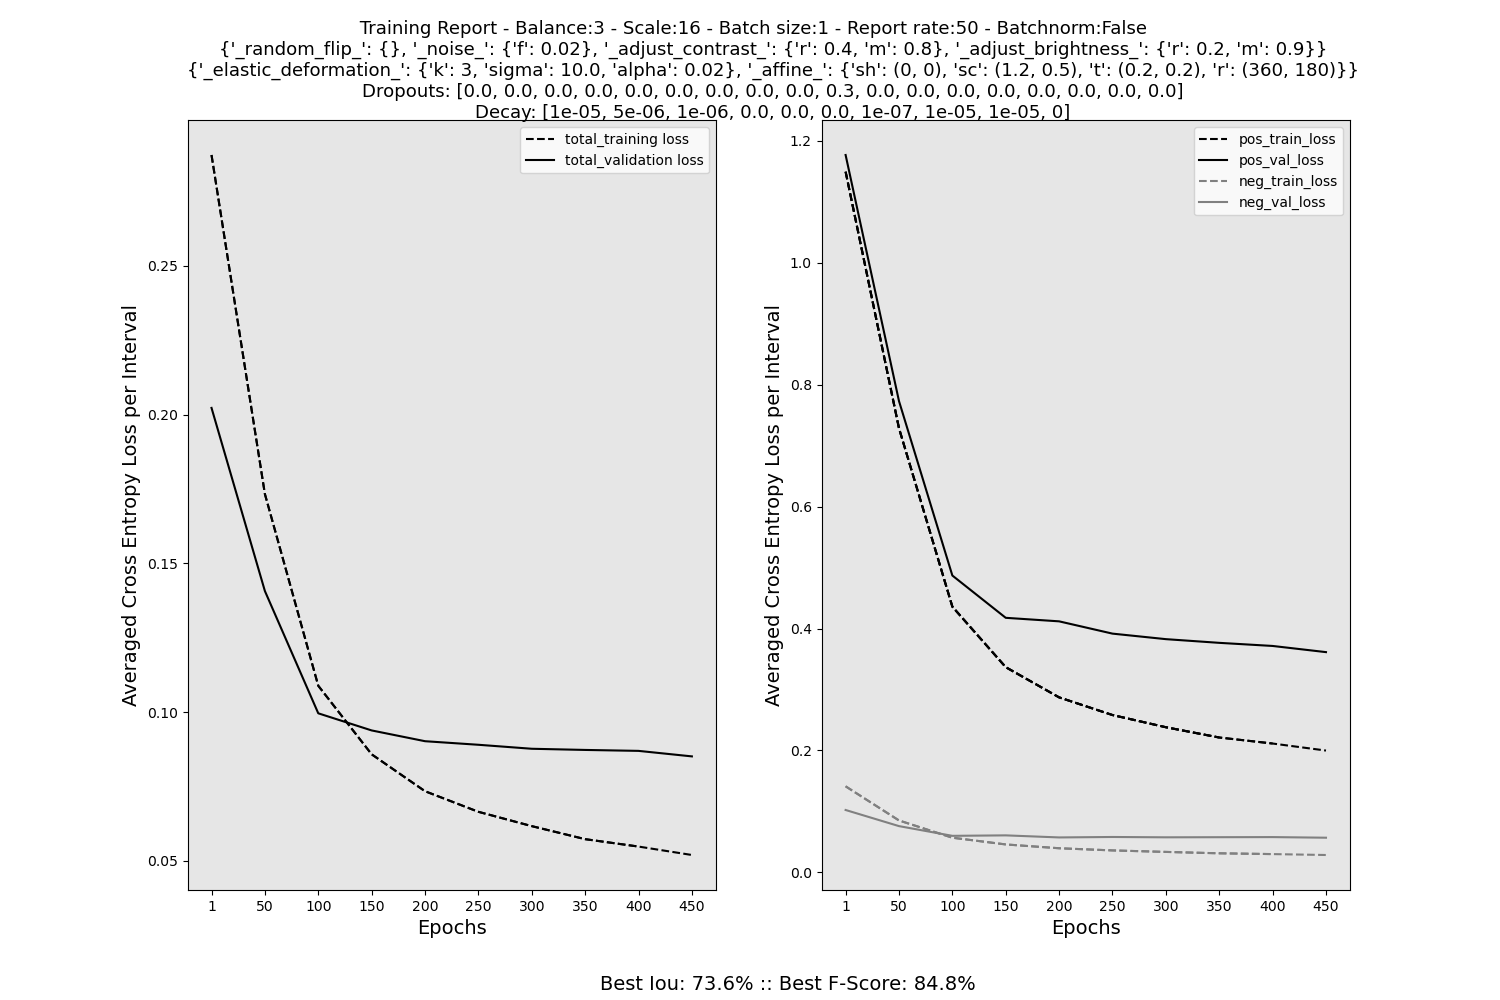 Training Report - Balance:3 - Scale:16 - Batch size:1 - Report rate:50 - Batchnorm:False
{'_random_flip_': {}, '_noise_': {'f': 0.02}, '_adjust_contrast_': {'r': 0.4, 'm': 0.8}, '_adjust_brightness_': {'r': 0.2, 'm': 0.9}}
{'_elastic_deformation_': {'k': 3, 'sigma': 10.0, 'alpha': 0.02}, '_affine_': {'sh': (0, 0), 'sc': (1.2, 0.5), 't': (0.2, 0.2), 'r': (360, 180)}}
Dropouts: [0.0, 0.0, 0.0, 0.0, 0.0, 0.0, 0.0, 0.0, 0.0, 0.3, 0.0, 0.0, 0.0, 0.0, 0.0, 0.0, 0.0, 0.0]
Decay: [1e-05, 5e-06, 1e-06, 0.0, 0.0, 0.0, 1e-07, 1e-05, 1e-05, 0]
total_training loss
total_validation loss
0.25
0.20
0.15
0.10
0.05
Averaged Cross Entropy Loss per Interval
1 50 100 150 200 250 300 350 400 450
Epochs
pos_train_loss
pos_val_loss
neg_train_loss
neg_val_loss
1.2
1.0
0.8
0.6
0.4
0.2
0.0
Averaged Cross Entropy Loss per Interval
1 50 100 150 200 250 300 350 400 450
Epochs
Best Iou: 73.6% :: Best F-Score: 84.8%